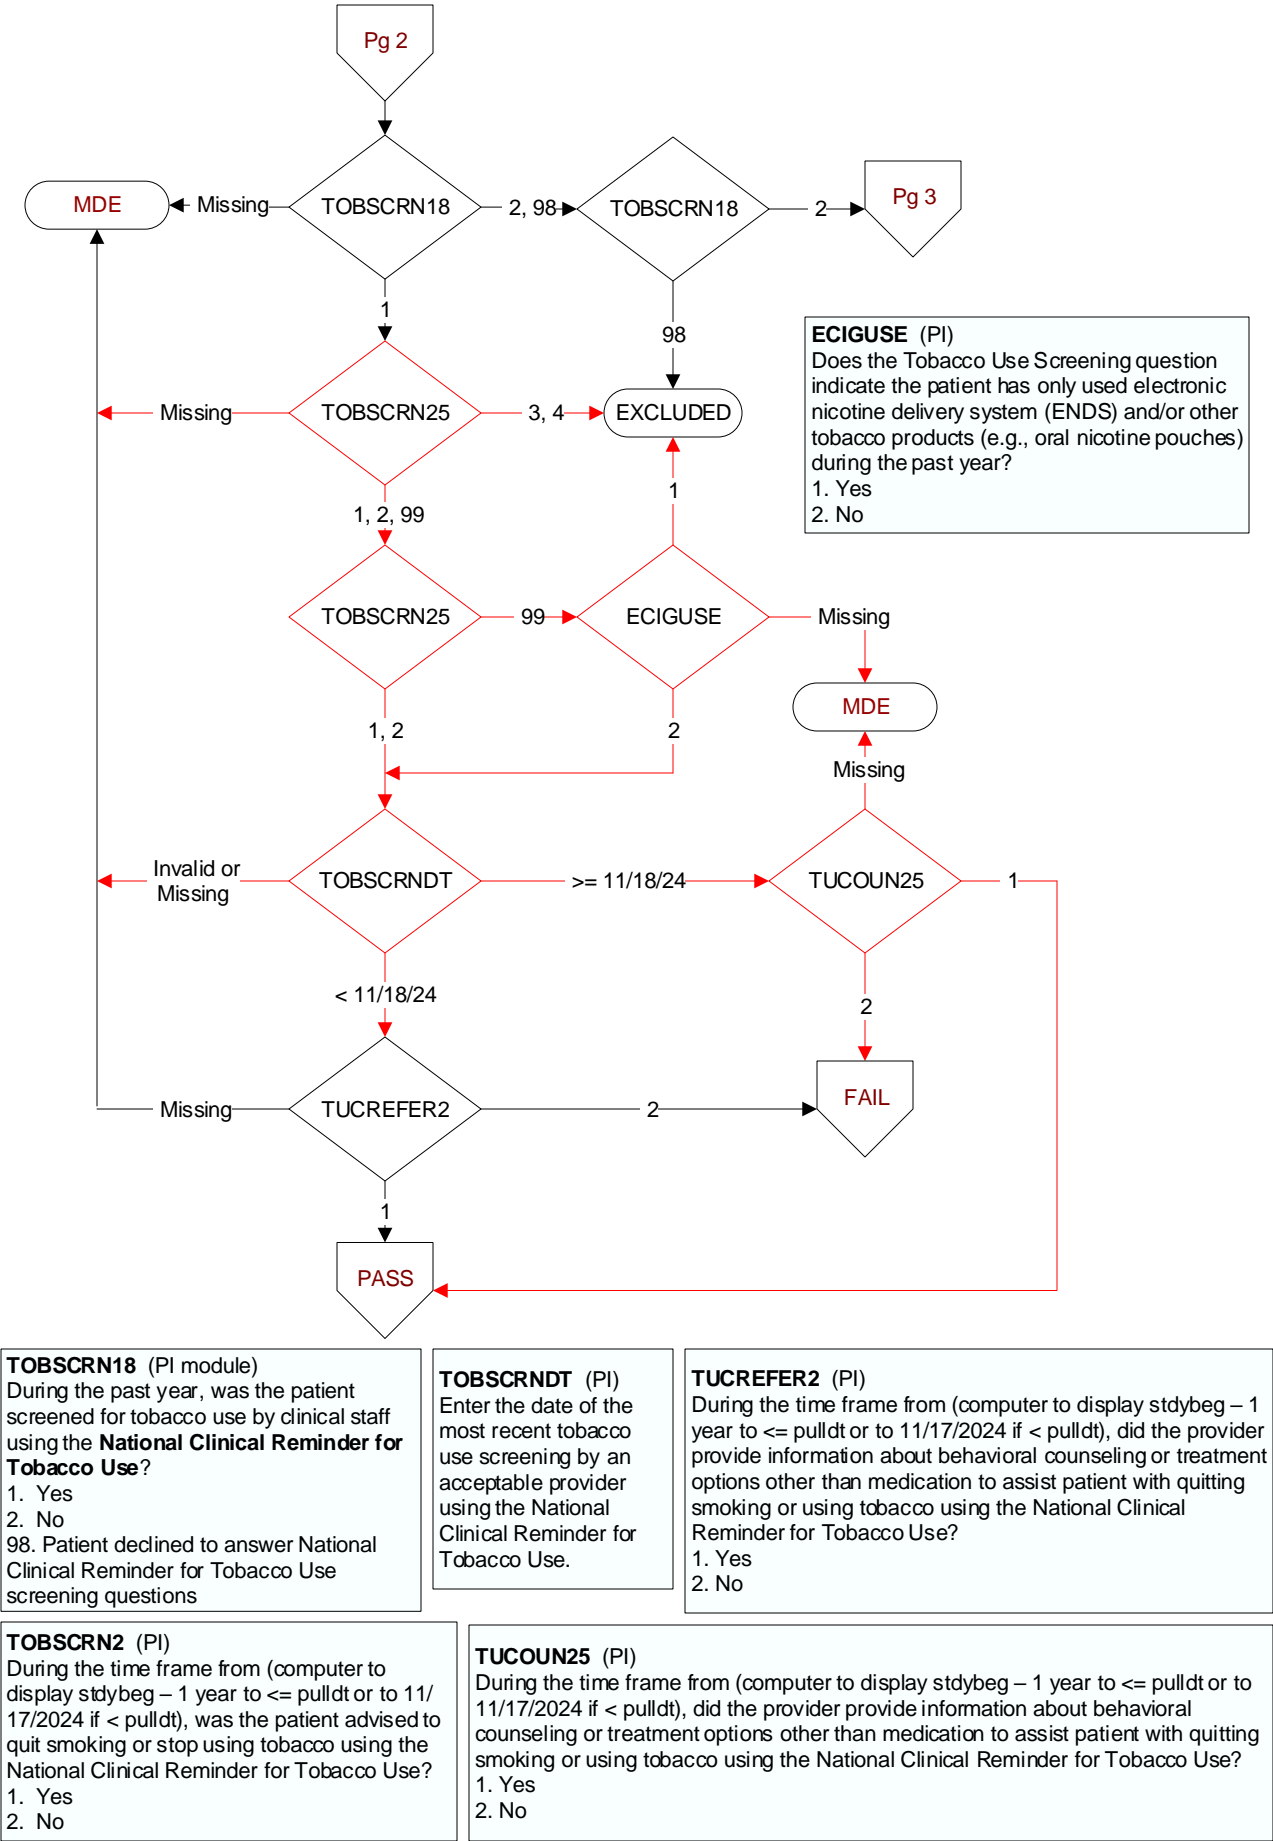 Pg 2
MDE
Missing
TOBSCRN18
2, 98
TOBSCRN18
2
Pg 3
1
98
ECIGUSE (PI)
Does the Tobacco Use Screening question
indicate the patient has only used electronic
nicotine delivery system (ENDS) and/or other
tobacco products (e.g., oral nicotine pouches)
during the past year?
1. Yes
2. No
Missing
TOBSCRN25
3, 4
EXCLUDED
1, 2, 99
1
TOBSCRN25
99
ECIGUSE
Missing
MDE
1, 2
2
Missing
Invalid or
Missing
TOBSCRNDT
>= 11/18/24
TUCOUN25
1
< 11/18/24
2
Missing
TUCREFER2
2
FAIL
1
PASS
TOBSCRN18 (PI module)
During the past year, was the patient
screened for tobacco use by clinical staff
using the National Clinical Reminder for
Tobacco Use?
1. Yes
2. No
98. Patient declined to answer National
Clinical Reminder for Tobacco Use
screening questions
TOBSCRNDT (PI)
Enter the date of the
most recent tobacco
use screening by an
acceptable provider
using the National
Clinical Reminder for
Tobacco Use.
TUCREFER2 (PI)
During the time frame from (computer to display stdybeg – 1
year to <= pulldt or to 11/17/2024 if < pulldt), did the provider
provide information about behavioral counseling or treatment
options other than medication to assist patient with quitting
smoking or using tobacco using the National Clinical
Reminder for Tobacco Use?
1. Yes
2. No
TOBSCRN2 (PI)
During the time frame from (computer to
display stdybeg – 1 year to <= pulldt or to 11/
17/2024 if < pulldt), was the patient advised to
quit smoking or stop using tobacco using the
National Clinical Reminder for Tobacco Use?
1. Yes
2. No
TUCOUN25 (PI)
During the time frame from (computer to display stdybeg – 1 year to <= pulldt or to
11/17/2024 if < pulldt), did the provider provide information about behavioral
counseling or treatment options other than medication to assist patient with quitting
smoking or using tobacco using the National Clinical Reminder for Tobacco Use?
1. Yes
2. No